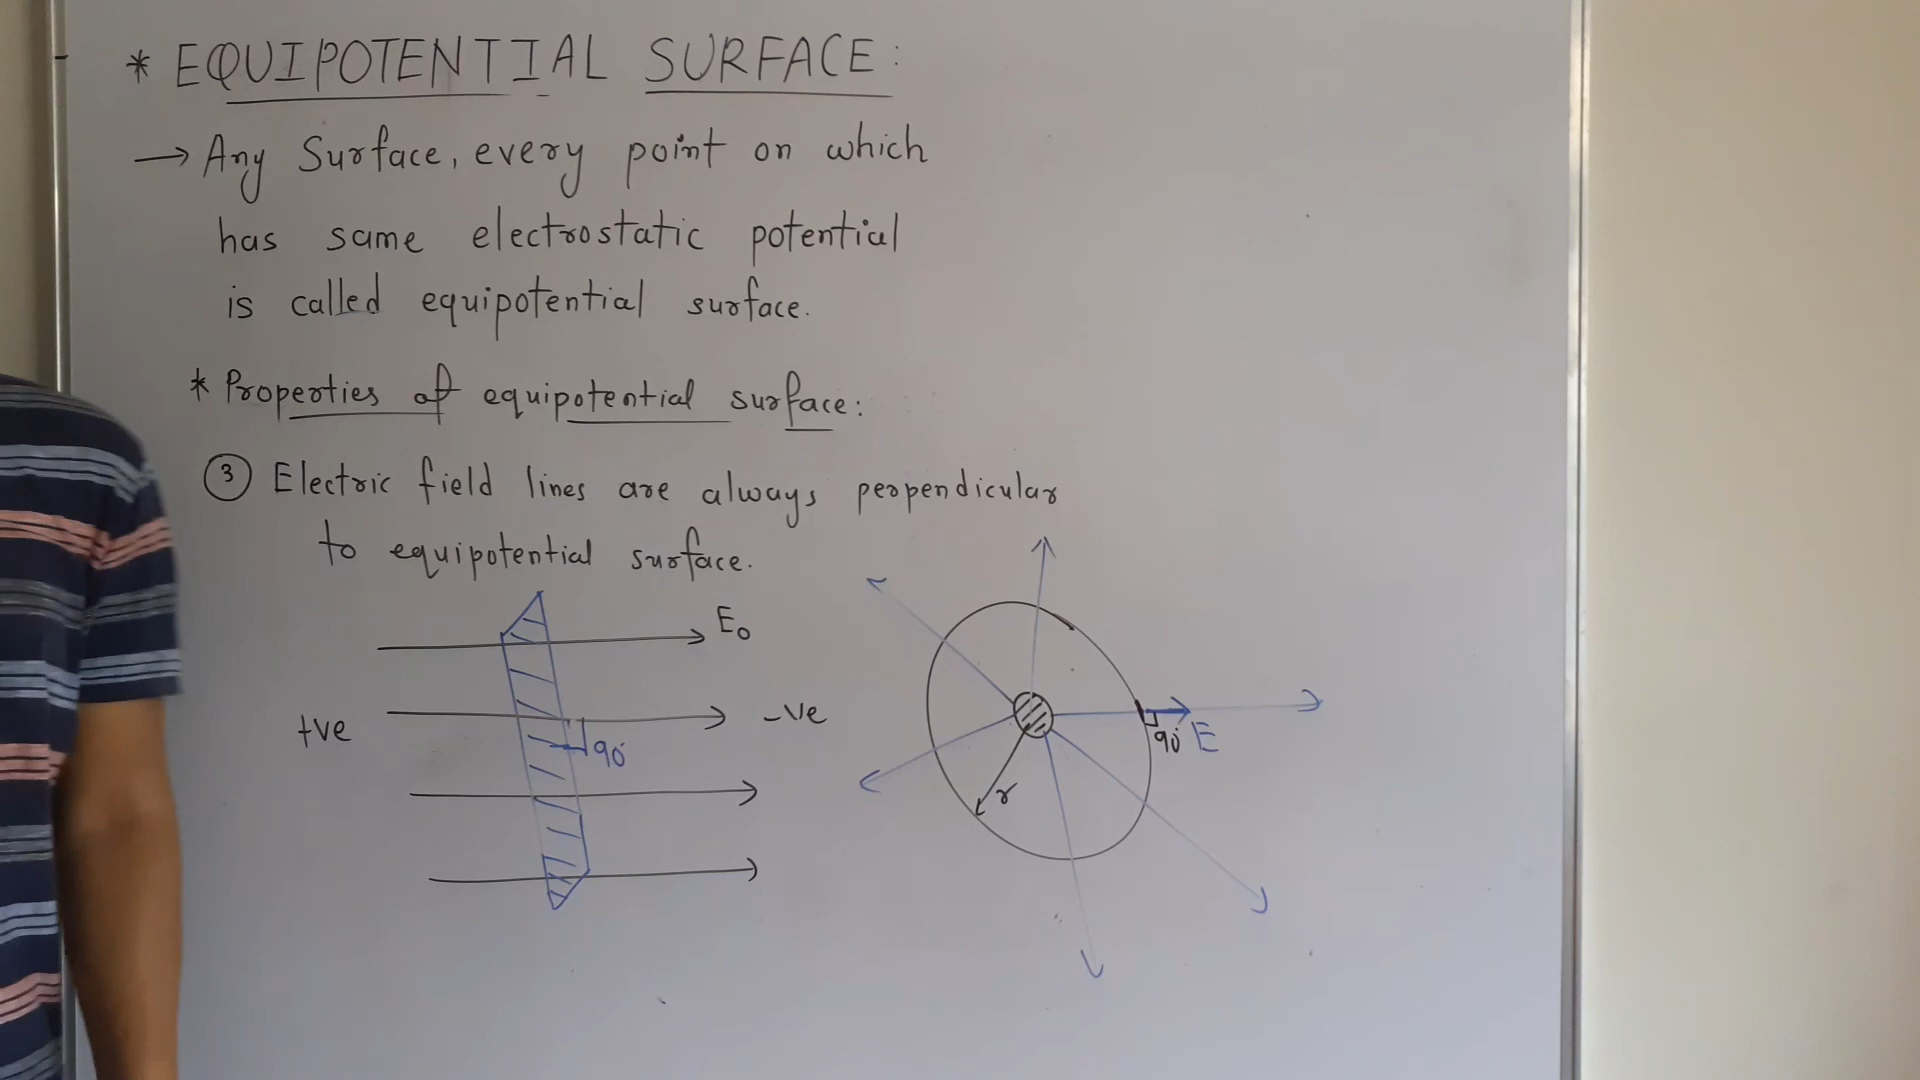 * EQUIPOTENTIAL SURFACE:
→ Any Surface, every point on which
has same electrostatic potential
is called equipotential surface.
* Properties of equipotential surface:
③ Electric field lines are always perpendicular
to equipotential surface.
E₀
+ve
-ve
90°
r
90°
E